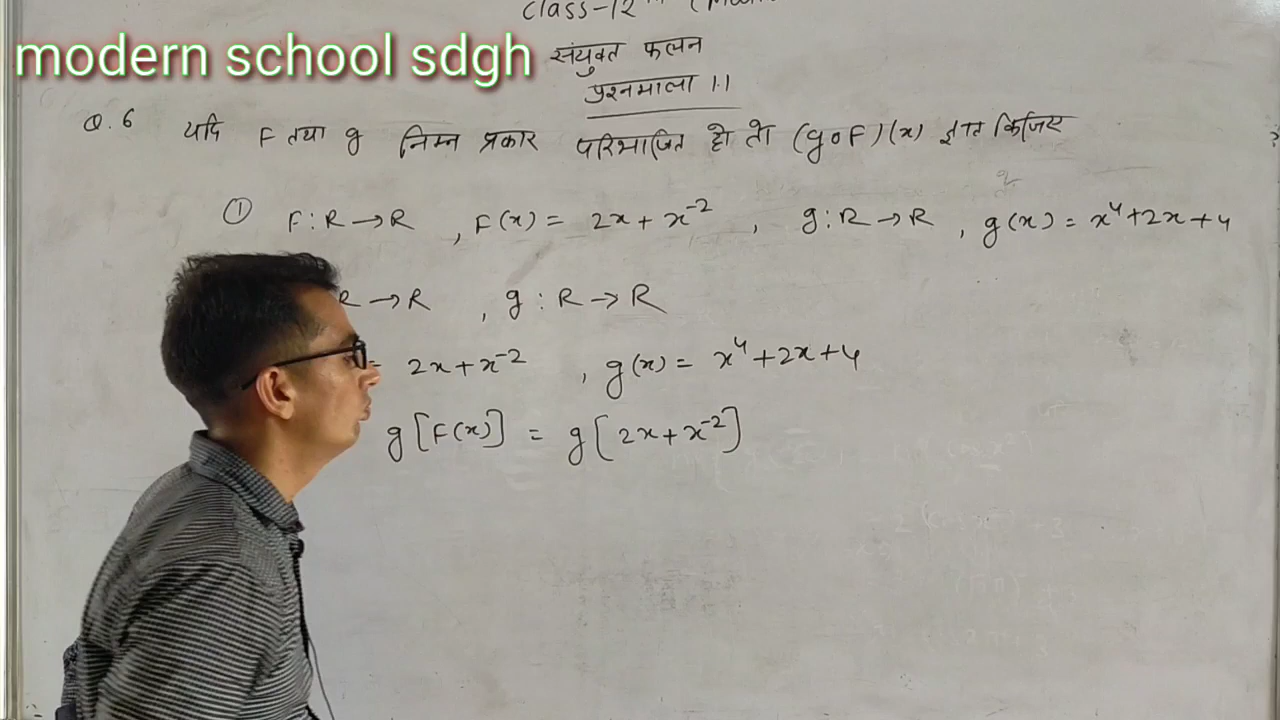 class-12th
modern school sdgh
संयुक्त फलन
प्रश्नमाला 1.1
Q. 6 यदि F तथा g निम्न प्रकार परिभाषित हो तो (goF)(x) ज्ञात किजिए
① F:R→R , F(x) = 2x + x⁻² , g:R→R , g(x) = x⁴+2x+4
R→R , g:R→R
= 2x+x⁻² , g(x) = x⁴+2x+4
g[F(x)] = g[2x+x⁻²]